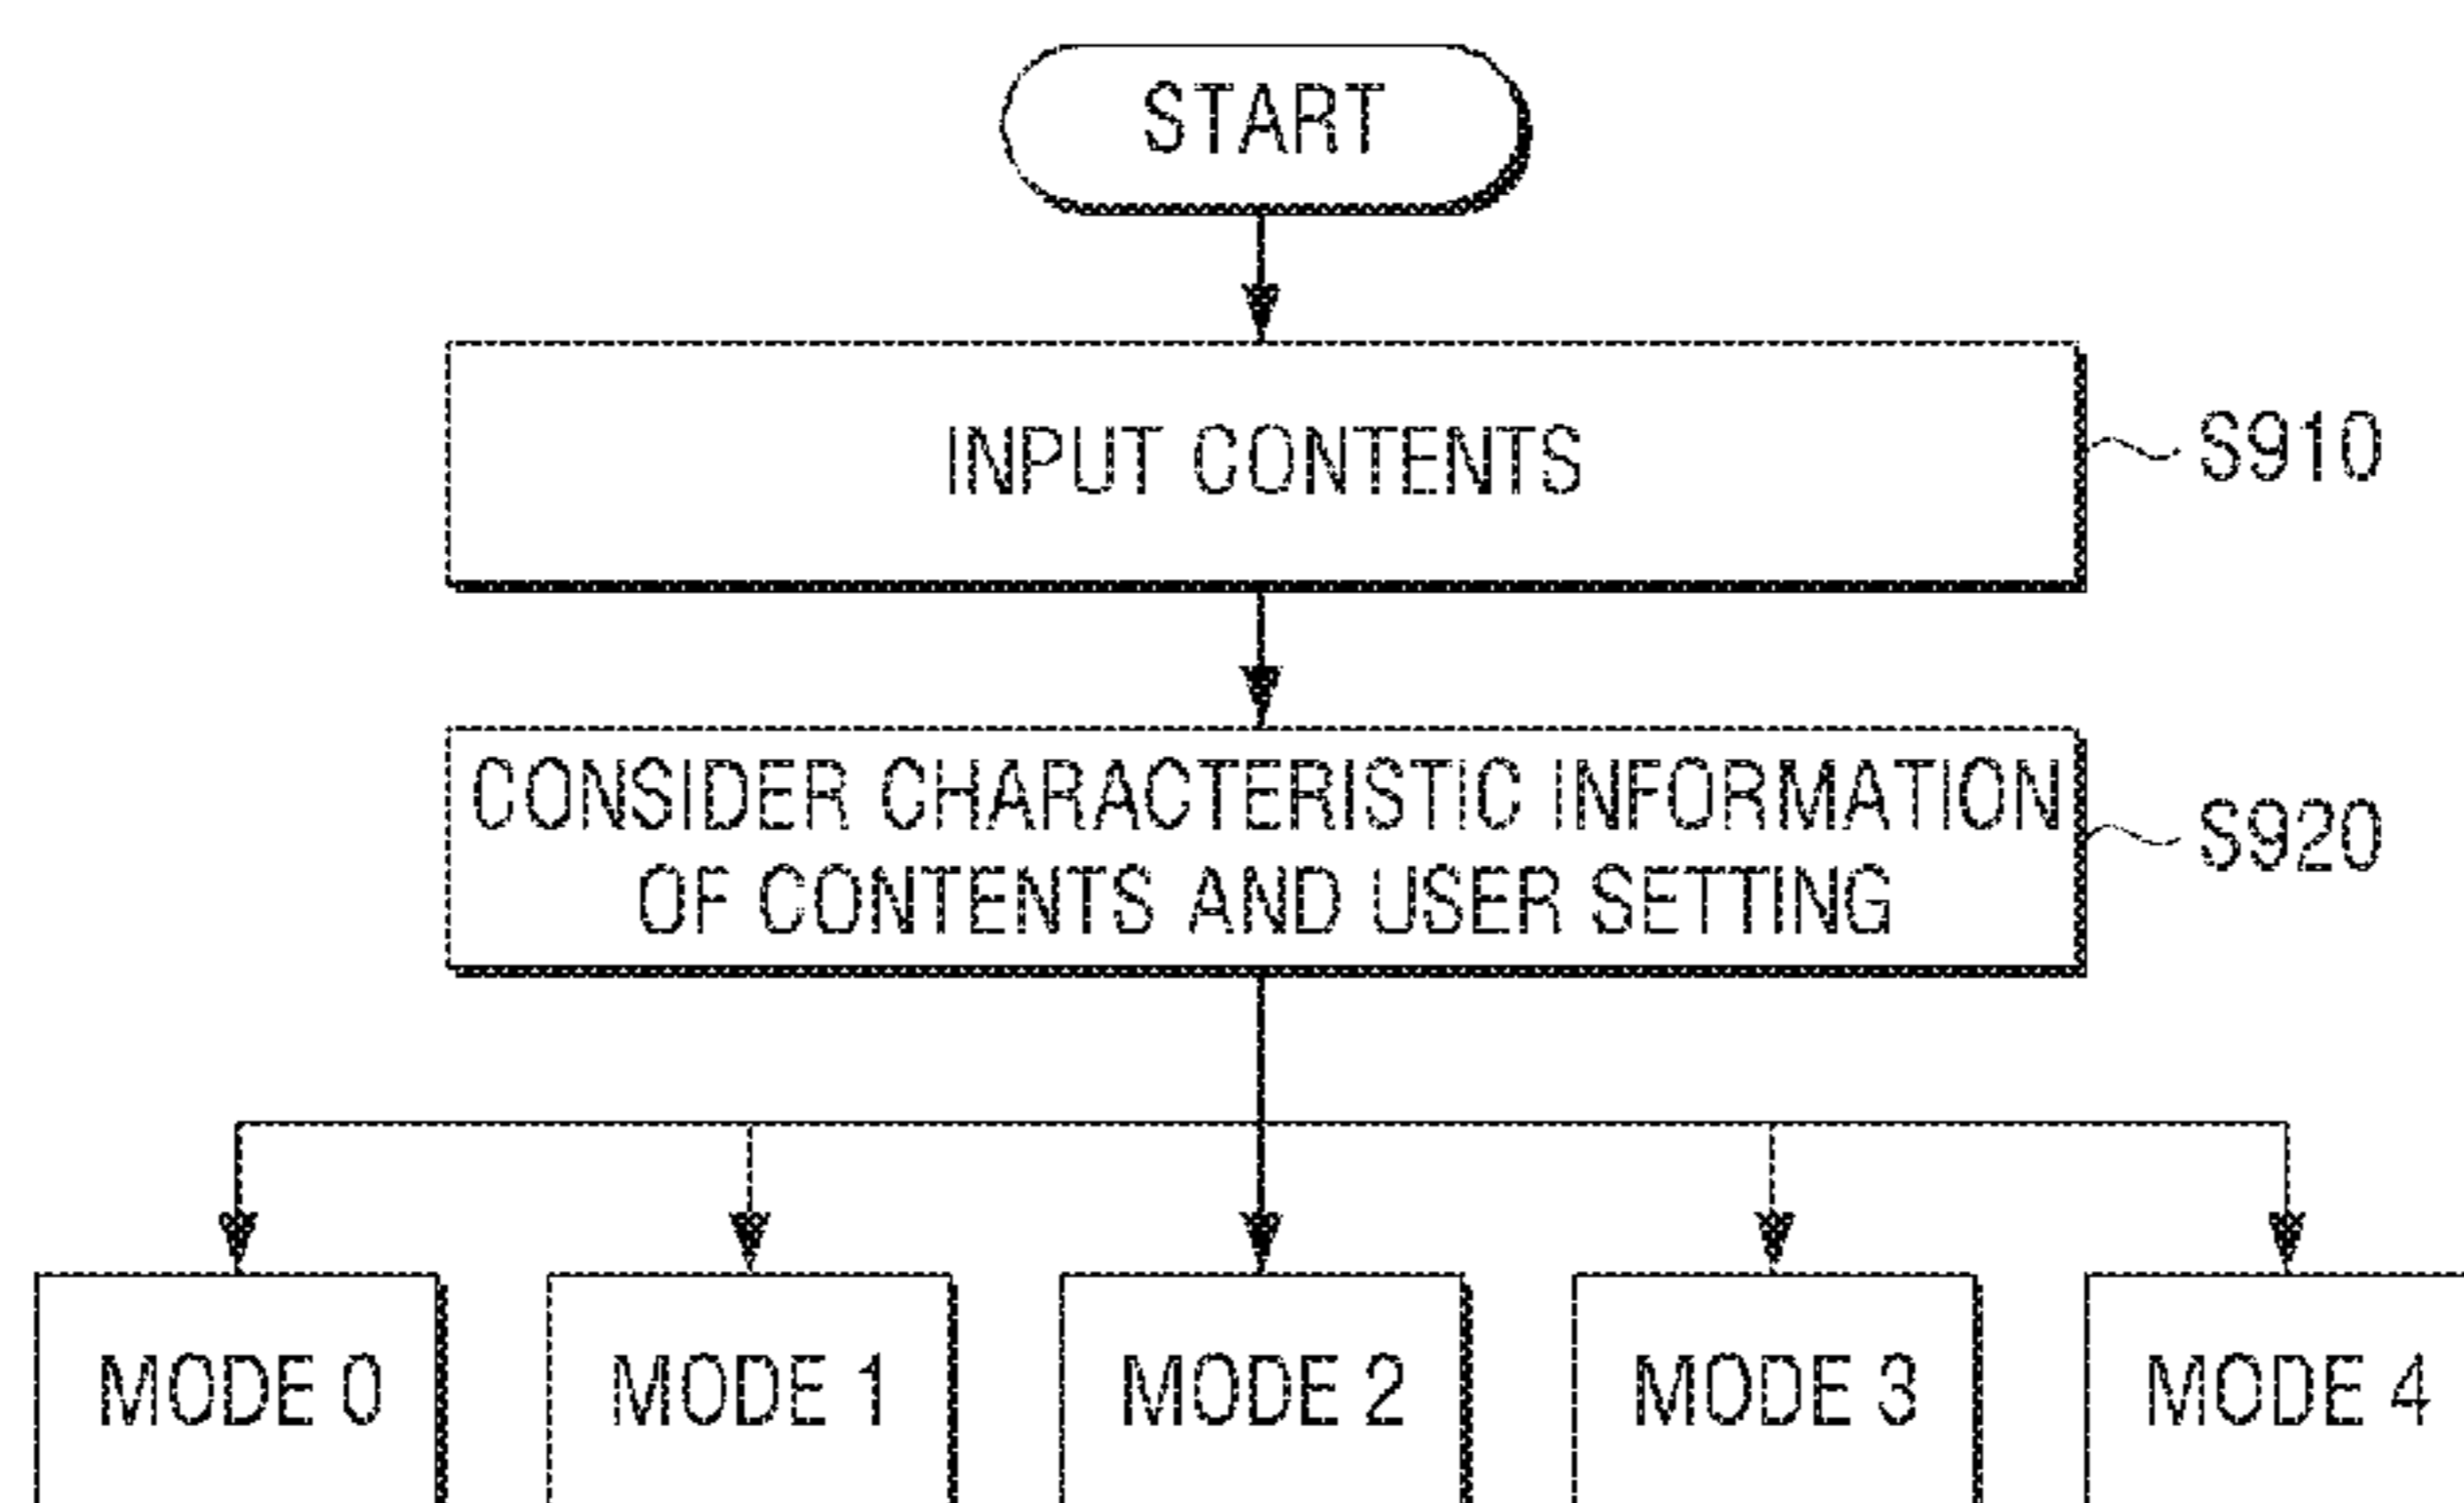 START
INPUT CONTENTS
S910
CONSIDER CHARACTERISTIC INFORMATION
OF CONTENTS AND USER SETTING
S920
MODE 0
MODE 1
MODE 2
MODE 3
MODE 4